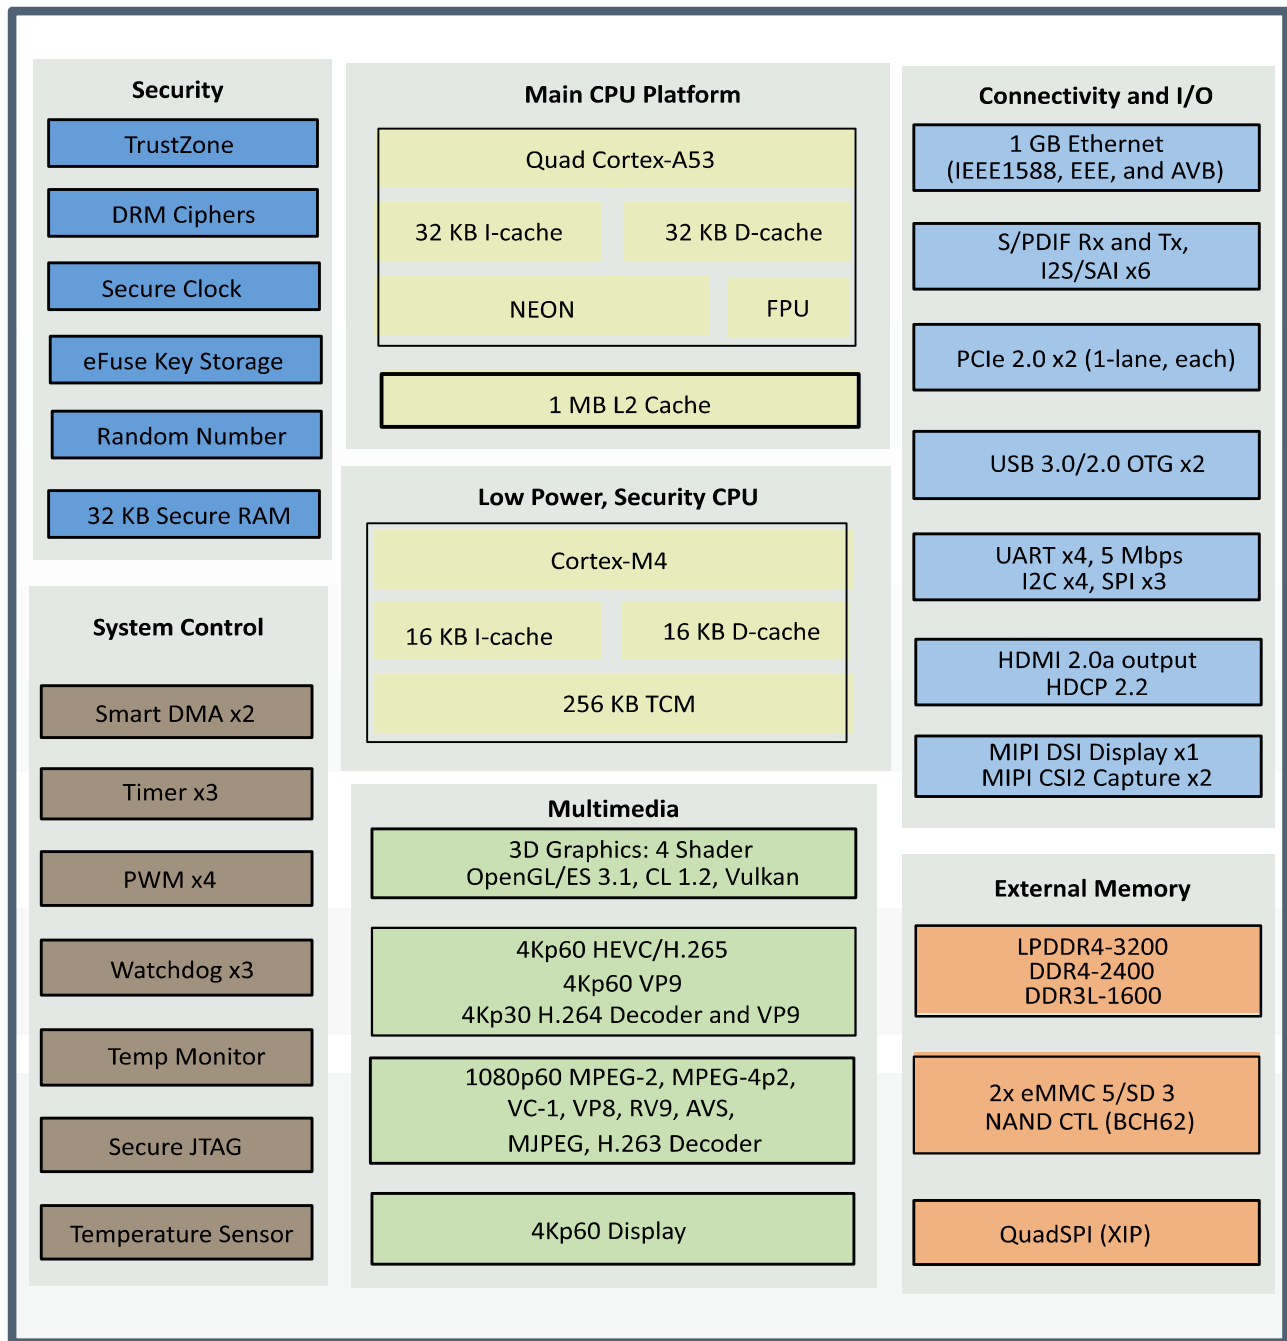 Security
TrustZone
DRM Ciphers
Secure Clock
eFuse Key Storage
Random Number
32 KB Secure RAM
System Control
Smart DMA x2
Timer x3
PWM x4
Watchdog x3
Temp Monitor
Secure JTAG
Temperature Sensor
Main CPU Platform
Quad Cortex-A53
32 KB I-cache
32 KB D-cache
NEON
FPU
1 MB L2 Cache
Low Power, Security CPU
Cortex-M4
16 KB I-cache
16 KB D-cache
256 KB TCM
Multimedia
3D Graphics: 4 Shader
OpenGL/ES 3.1, CL 1.2, Vulkan
4Kp60 HEVC/H.265
4Kp60 VP9
4Kp30 H.264 Decoder and VP9
1080p60 MPEG-2, MPEG-4p2,
VC-1, VP8, RV9, AVS,
MJPEG, H.263 Decoder
4Kp60 Display
Connectivity and I/O
1 GB Ethernet
(IEEE1588, EEE, and AVB)
S/PDIF Rx and Tx,
I2S/SAI x6
PCIe 2.0 x2 (1-lane, each)
USB 3.0/2.0 OTG x2
UART x4, 5 Mbps
I2C x4, SPI x3
HDMI 2.0a output
HDCP 2.2
MIPI DSI Display x1
MIPI CSI2 Capture x2
External Memory
LPDDR4-3200
DDR4-2400
DDR3L-1600
2x eMMC 5/SD 3
NAND CTL (BCH62)
QuadSPI (XIP)